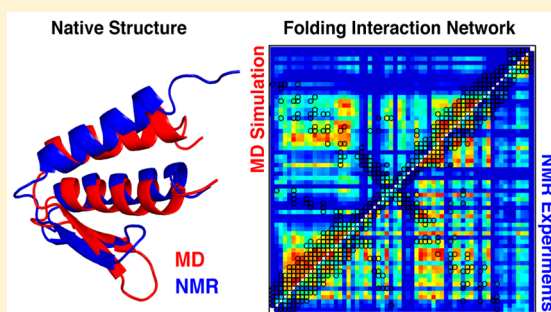 Native Structure
Folding Interaction Network
MD
NMR
MD Simulation
NMR Experiments